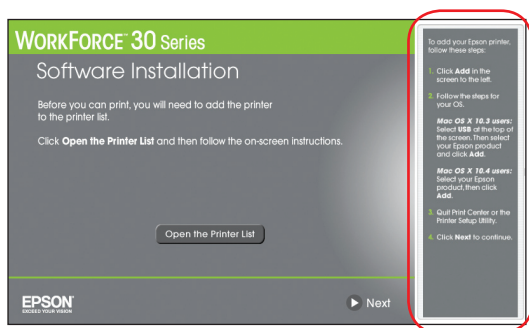 WORKFORCE™ 30 Series
Software Installation
Before you can print, you will need to add the printer
to the printer list.
Click Open the Printer List and then follow the on-screen instructions.
Open the Printer List
EPSON®
EXCEED YOUR VISION
Next
To add your Epson printer,
follow these steps:
1. Click Add in the
screen to the left.
2. Follow the steps for
your OS.
Mac OS X 10.3 users:
Select USB at the top of
the screen. Then select
your Epson product
and click Add.
Mac OS X 10.4 users:
Select your Epson
product, then click
Add.
3. Quit Print Center or the
Printer Setup Utility.
4. Click Next to continue.